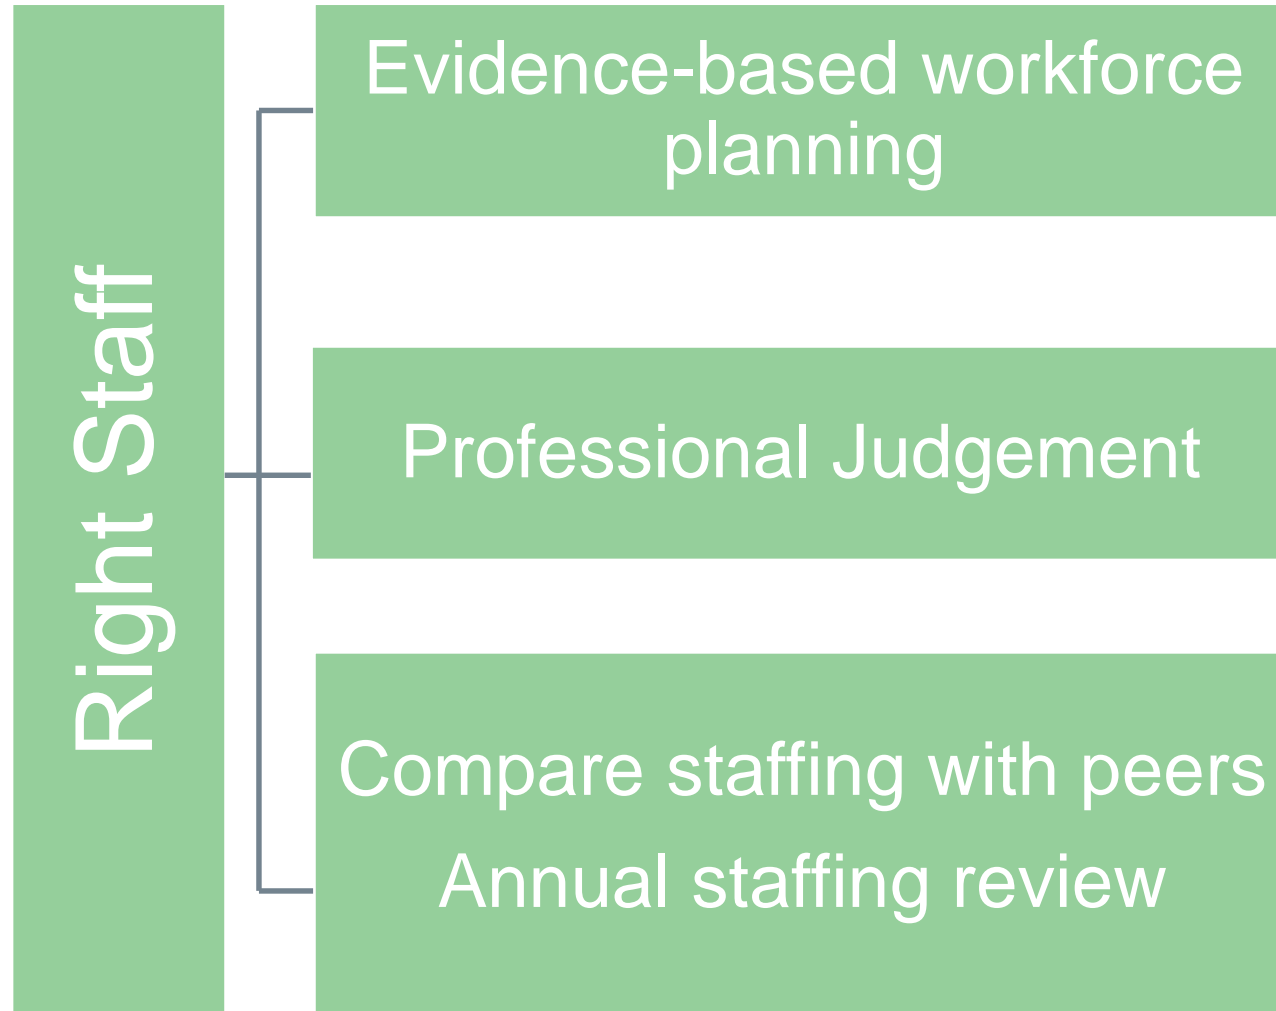 Right Staff
Evidence-based workforce
planning
Professional Judgement
Compare staffing with peers
Annual staffing review